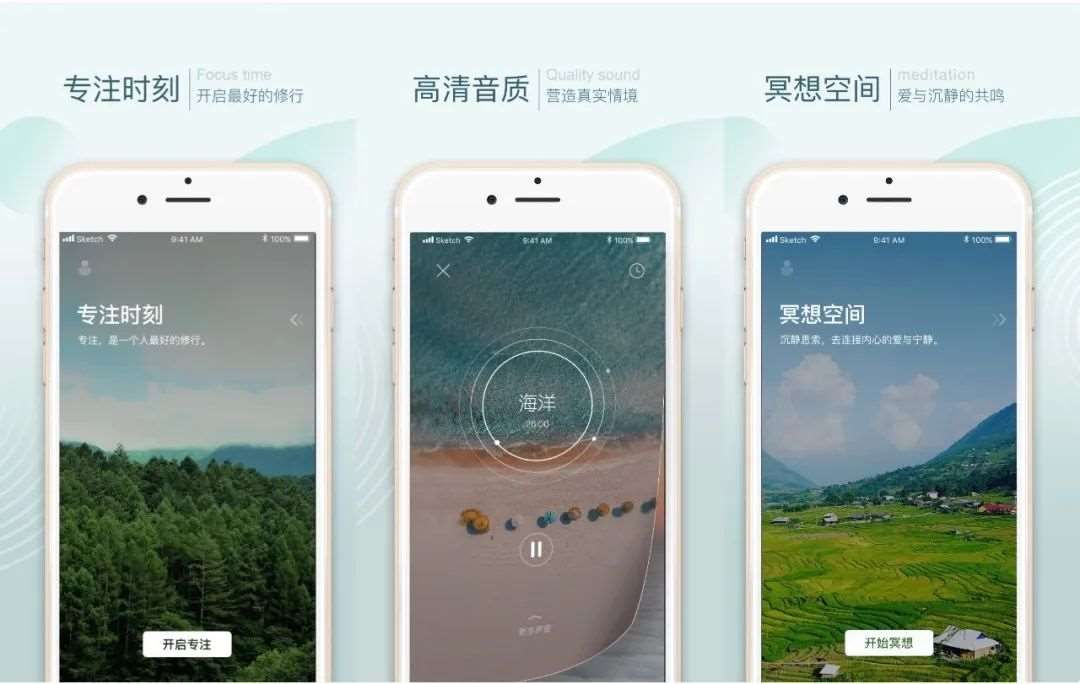 专注时刻
Focus time
开启最好的修行
Sketch
9:41 AM
100%
专注时刻
专注，是一个人最好的修行。
开启专注
高清音质
Quality sound
营造真实情境
Sketch
9:41 AM
100%
海洋
26:00
更多声音
冥想空间
meditation
爱与沉静的共鸣
Sketch
9:41 AM
100%
冥想空间
沉静思索，去连接内心的爱与宁静。
开始冥想